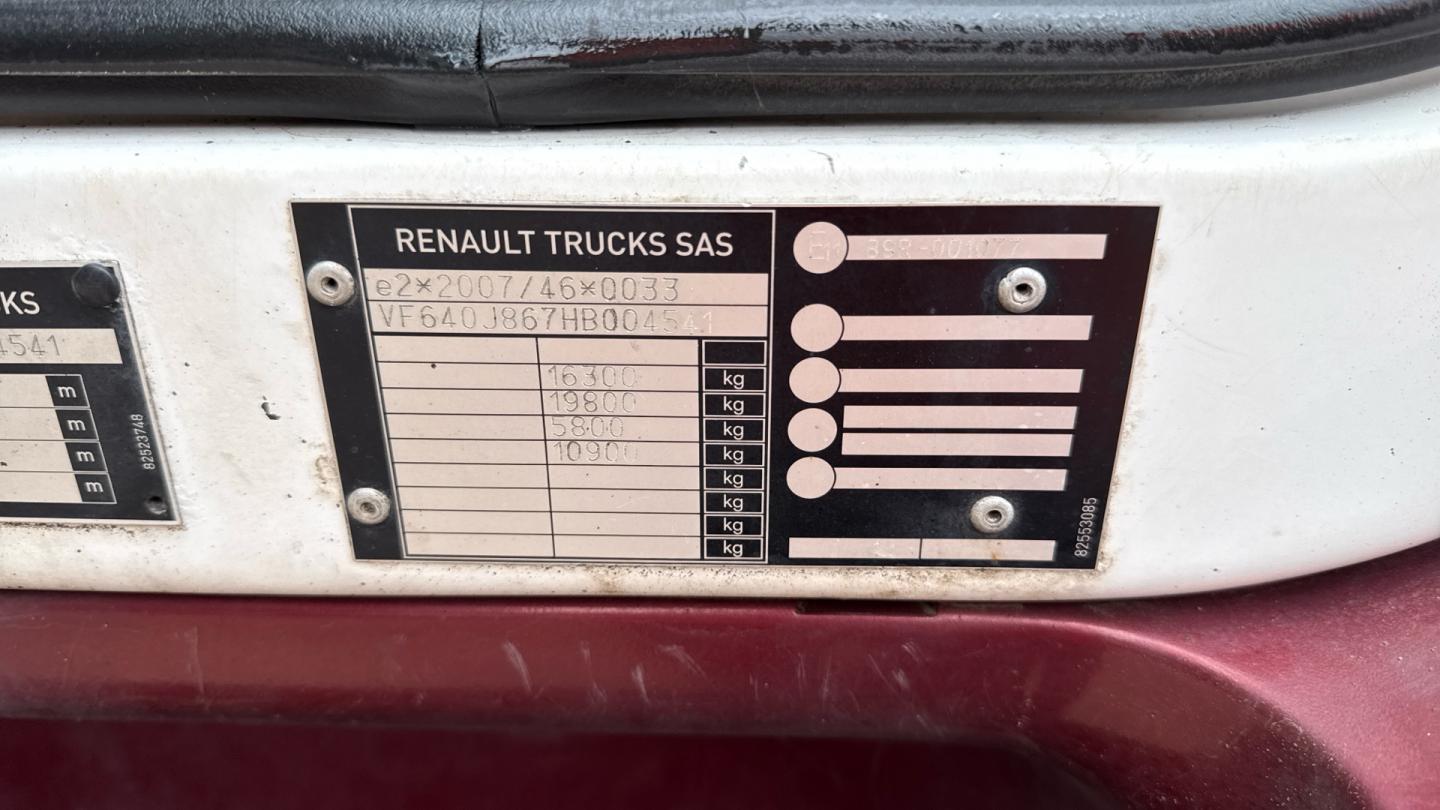 KS
4541
m
m
m
m
82523748
RENAULT TRUCKS SAS
e2*2007/46*0033
VF640J867HB004541
16300 kg
19800 kg
5800 kg
10900 kg
kg
kg
kg
kg
E11
82553085